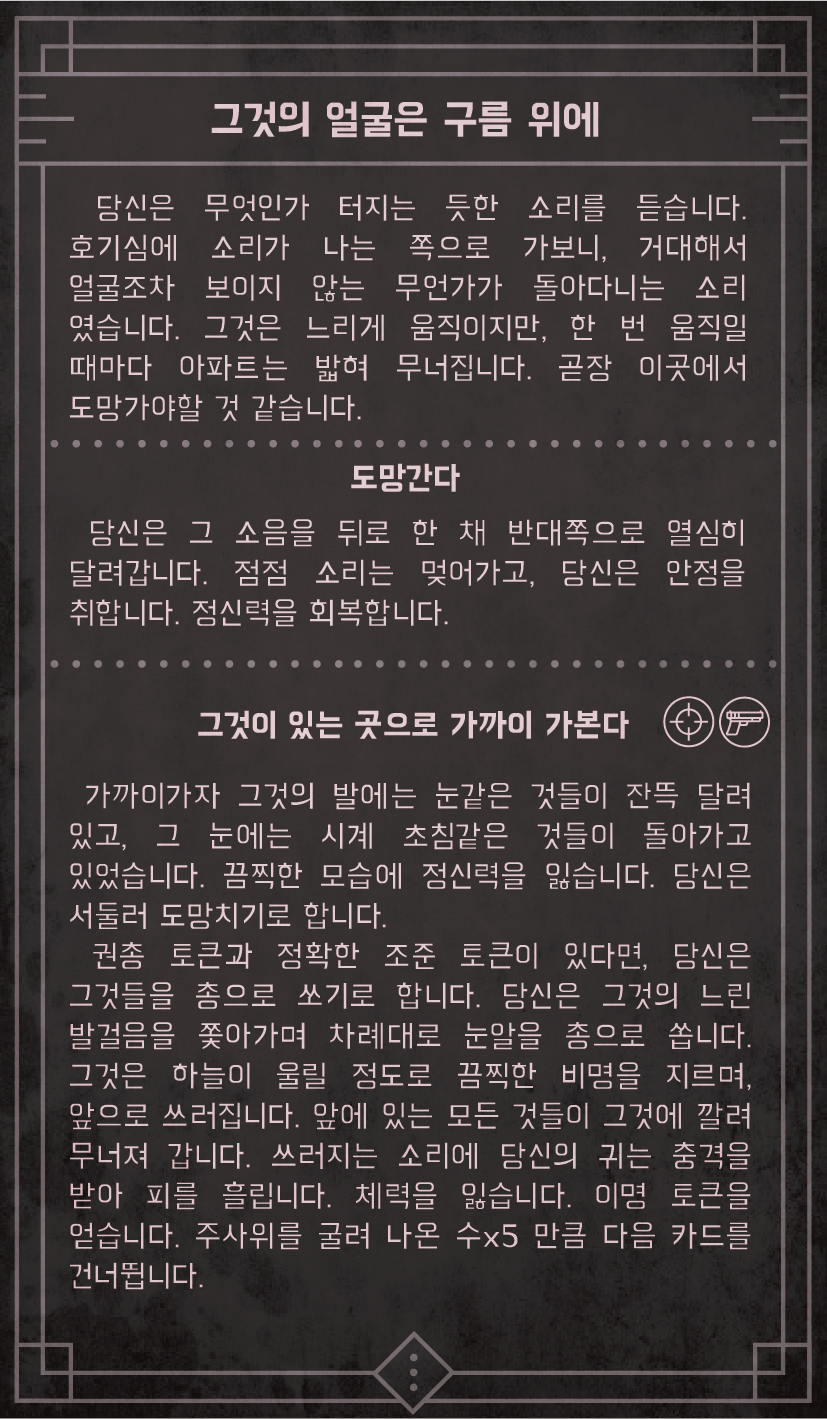 그것의 얼굴은 구름 위에
당신은 무엇인가 터지는 듯한 소리를 듣습니다.
호기심에 소리가 나는 쪽으로 가보니, 거대해서
얼굴조차 보이지 않는 무언가가 돌아다니는 소리
였습니다. 그것은 느리게 움직이지만, 한 번 움직일
때마다 아파트는 밟혀 무너집니다. 곧장 이곳에서
도망가야할 것 같습니다.
도망간다
당신은 그 소음을 뒤로 한 채 반대쪽으로 열심히
달려갑니다. 점점 소리는 멎어가고, 당신은 안정을
취합니다. 정신력을 회복합니다.
그것이 있는 곳으로 가까이 가본다
가까이가자 그것의 발에는 눈같은 것들이 잔뜩 달려
있고, 그 눈에는 시계 초침같은 것들이 돌아가고
있었습니다. 끔찍한 모습에 정신력을 잃습니다. 당신은
서둘러 도망치기로 합니다.
권총 토큰과 정확한 조준 토큰이 있다면, 당신은
그것들을 총으로 쏘기로 합니다. 당신은 그것의 느린
발걸음을 쫓아가며 차례대로 눈알을 총으로 쏩니다.
그것은 하늘이 울릴 정도로 끔찍한 비명을 지르며,
앞으로 쓰러집니다. 앞에 있는 모든 것들이 그것에 깔려
무너져 갑니다. 쓰러지는 소리에 당신의 귀는 충격을
받아 피를 흘립니다. 체력을 잃습니다. 이명 토큰을
얻습니다. 주사위를 굴려 나온 수x5 만큼 다음 카드를
건너뜁니다.